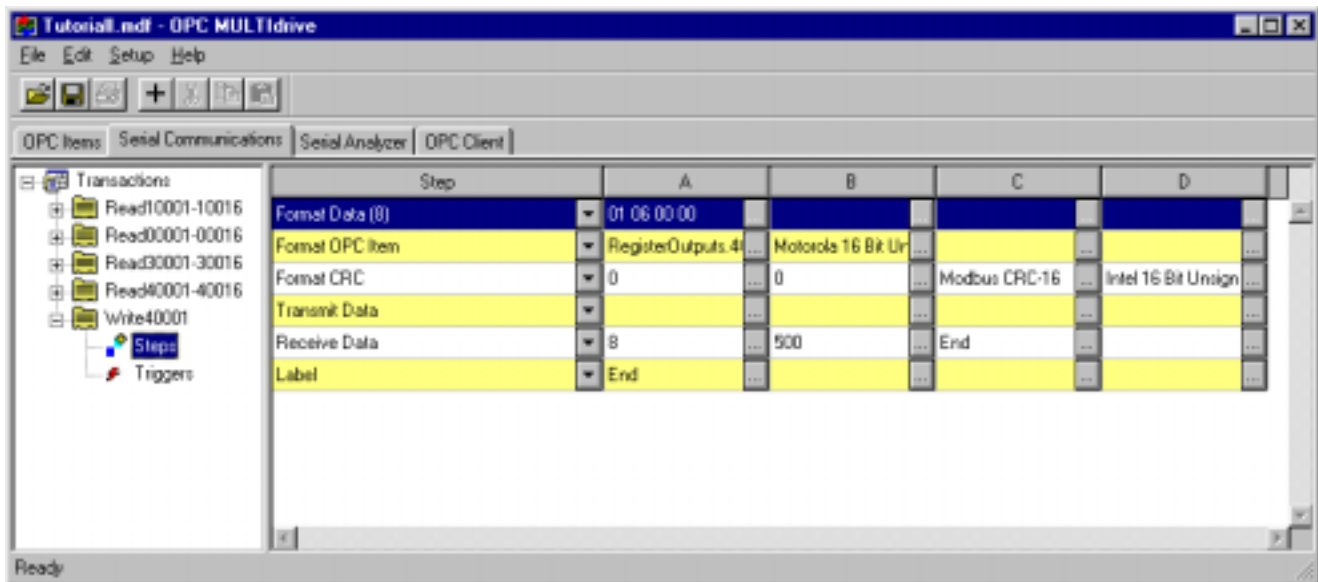 Tutorial1.mdf - OPC MULTIdrive
File Edit Setup Help
OPC Items Serial Communications Serial Analyzer OPC Client
Transactions
Read10001-10016
Read00001-00016
Read30001-30016
Read40001-40016
Write40001
Steps
Triggers
Step A B C D
Format Data (8) 01 06 00 00 ... ... ... ...
Format OPC Item RegisterOutputs.4( ... Motorola 16 Bit Un ... ... ...
Format CRC 0 ... 0 ... Modbus CRC-16 ... Intel 16 Bit Unsign ...
Transmit Data ... ... ... ...
Receive Data 8 ... 500 ... End ... ...
Label End ... ... ... ...
Ready